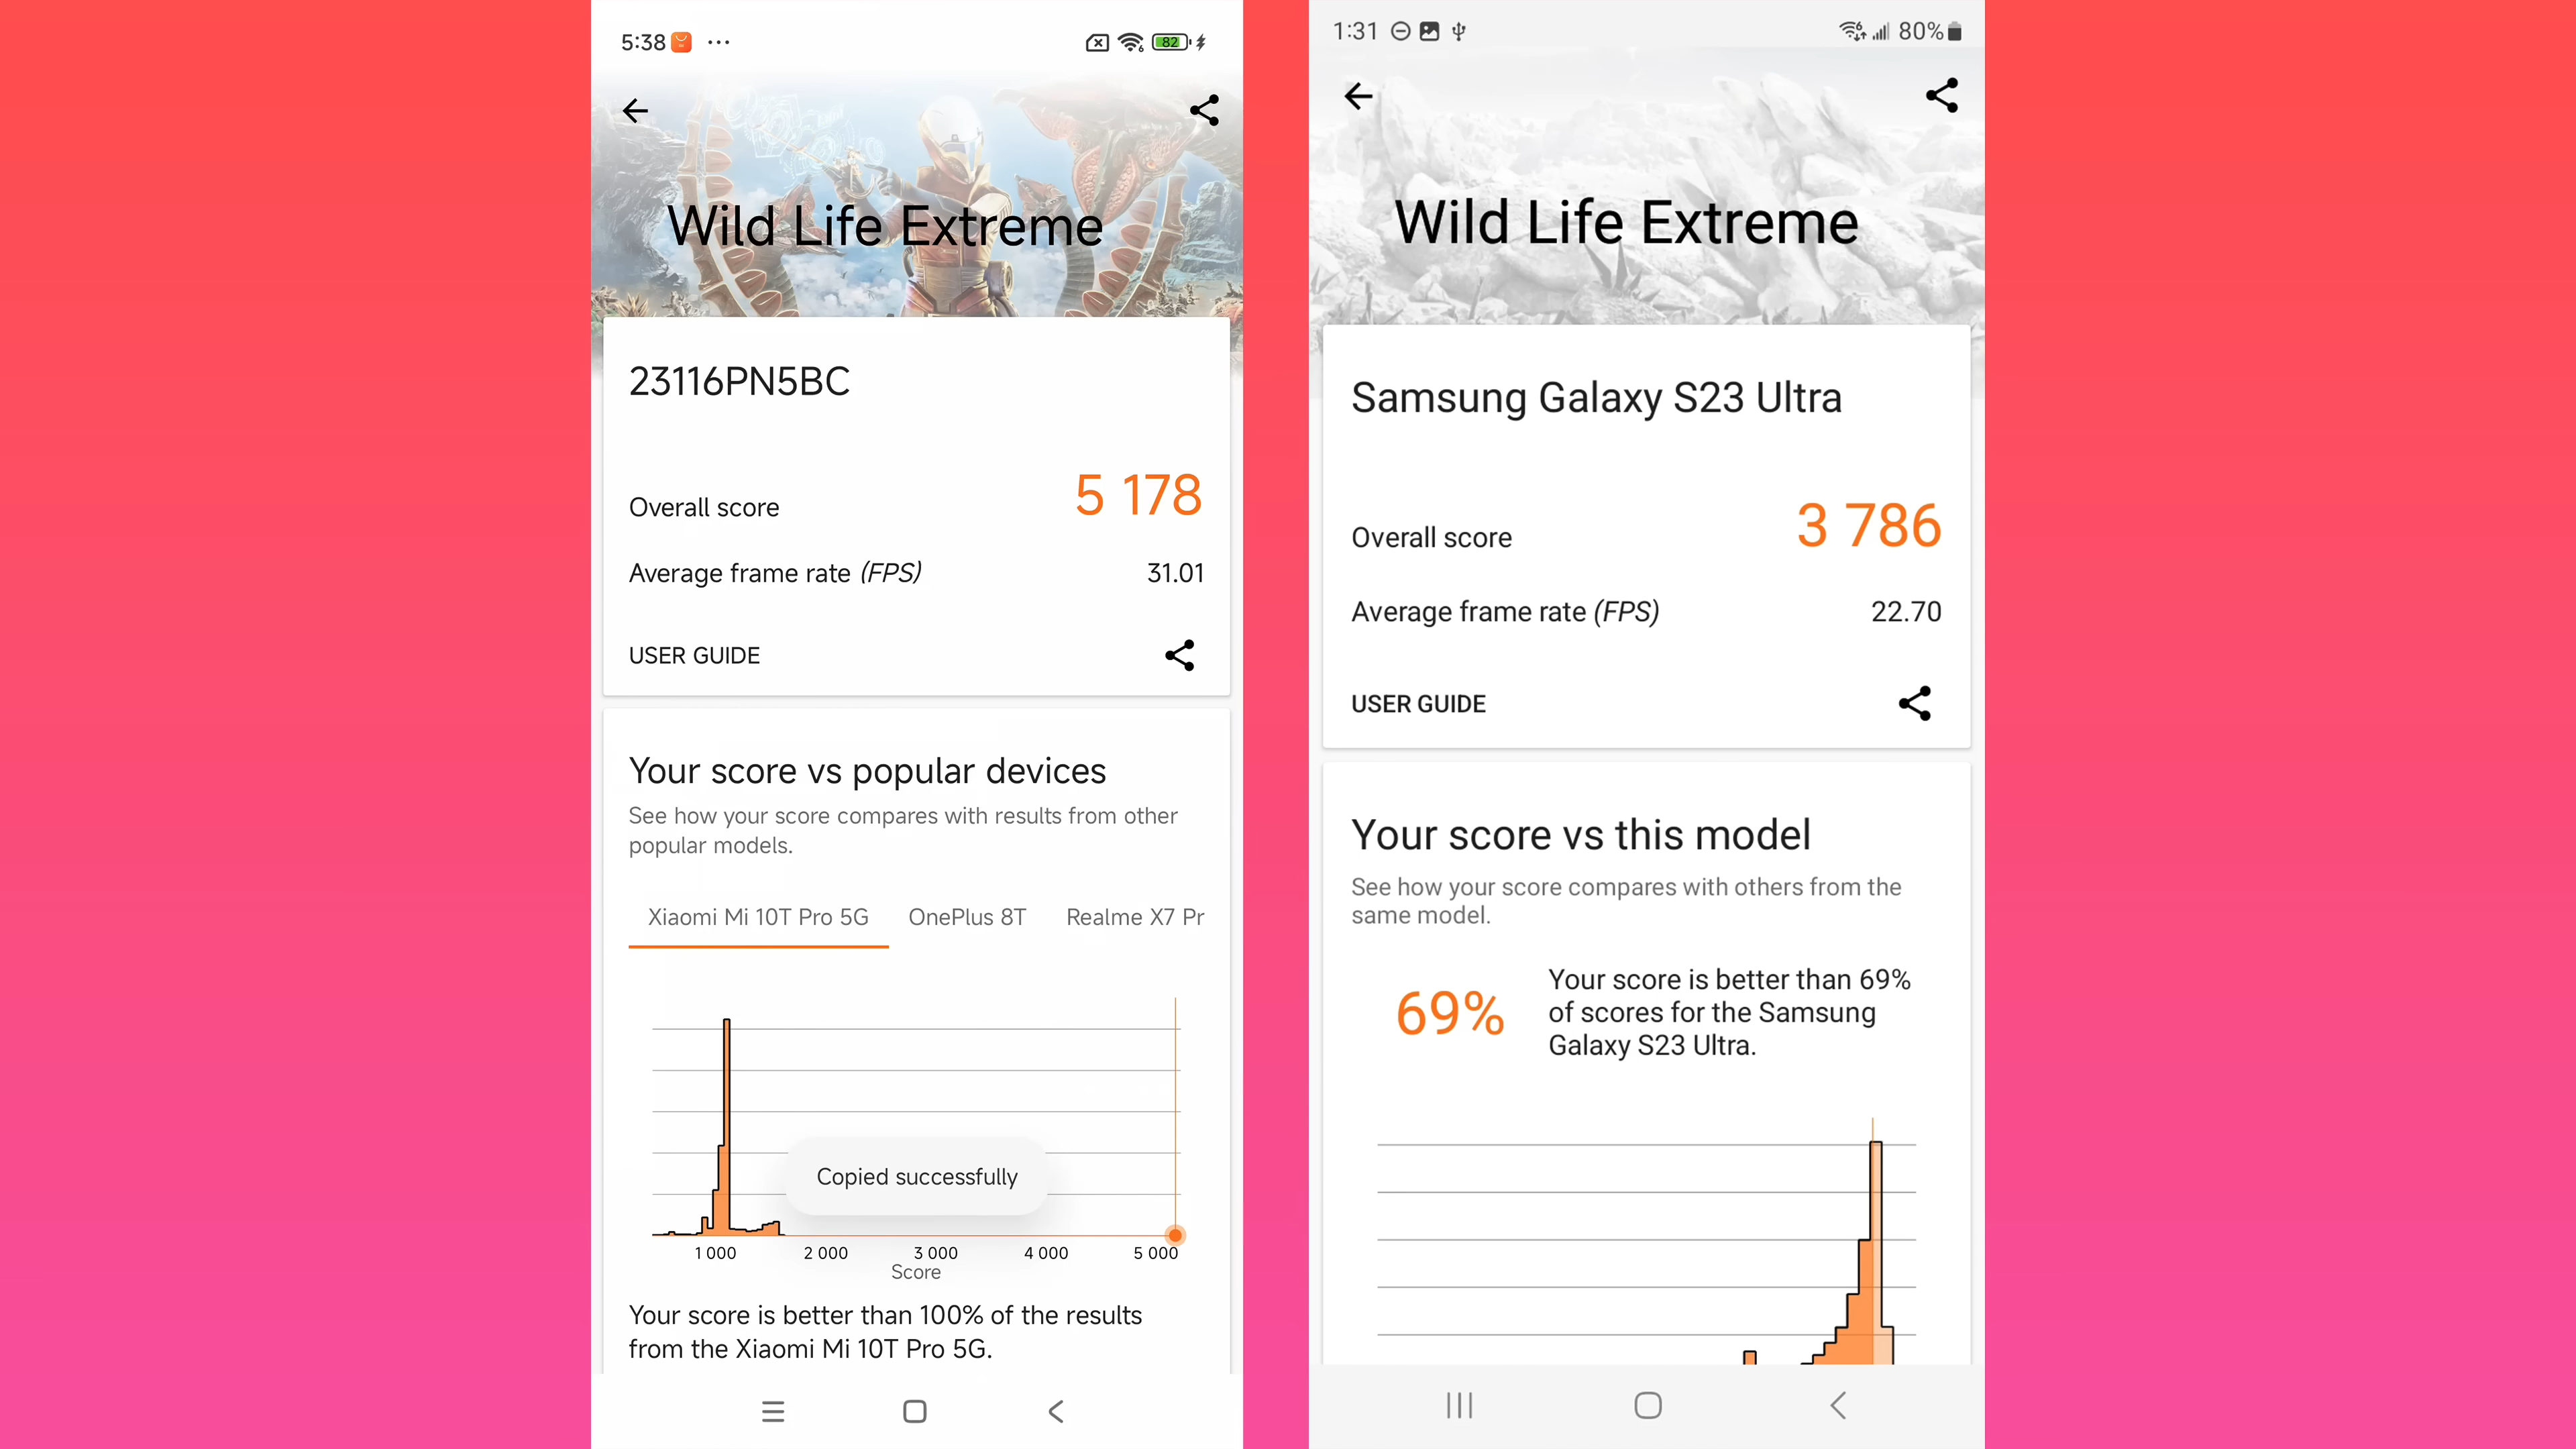 5:38
82
Wild Life Extreme
23116PN5BC
Overall score 5 178
Average frame rate (FPS) 31.01
USER GUIDE
Your score vs popular devices
See how your score compares with results from other
popular models.
Xiaomi Mi 10T Pro 5G OnePlus 8T Realme X7 Pr
Copied successfully
1 000 2 000 3 000 4 000 5 000
Score
Your score is better than 100% of the results
from the Xiaomi Mi 10T Pro 5G.
1:31
80%
Wild Life Extreme
Samsung Galaxy S23 Ultra
Overall score 3 786
Average frame rate (FPS) 22.70
USER GUIDE
Your score vs this model
See how your score compares with others from the
same model.
69%
Your score is better than 69%
of scores for the Samsung
Galaxy S23 Ultra.